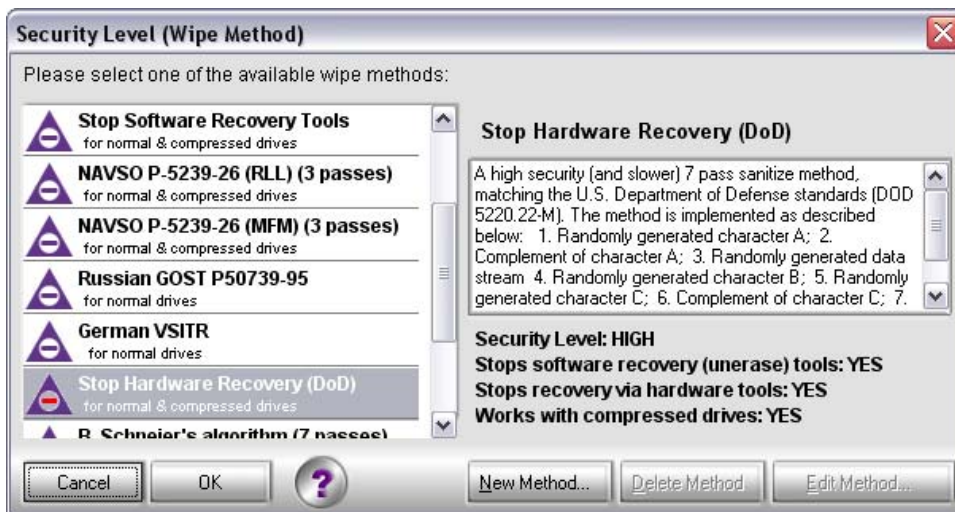 Security Level (Wipe Method)
Please select one of the available wipe methods:
Stop Software Recovery Tools
for normal & compressed drives
NAVSO P-5239-26 (RLL) (3 passes)
for normal & compressed drives
NAVSO P-5239-26 (MFM) (3 passes)
for normal & compressed drives
Russian GOST P50739-95
for normal drives
German VSITR
for normal drives
Stop Hardware Recovery (DoD)
for normal & compressed drives
B. Schneier's algorithm (7 passes)
Stop Hardware Recovery (DoD)
A high security (and slower) 7 pass sanitize method,
matching the U.S. Department of Defense standards (DOD
5220.22-M). The method is implemented as described
below: 1. Randomly generated character A; 2.
Complement of character A; 3. Randomly generated data
stream 4. Randomly generated character B; 5. Randomly
generated character C; 6. Complement of character C; 7.
Security Level: HIGH
Stops software recovery (unerase) tools: YES
Stops recovery via hardware tools: YES
Works with compressed drives: YES
Cancel
OK
?
New Method...
Delete Method
Edit Method...